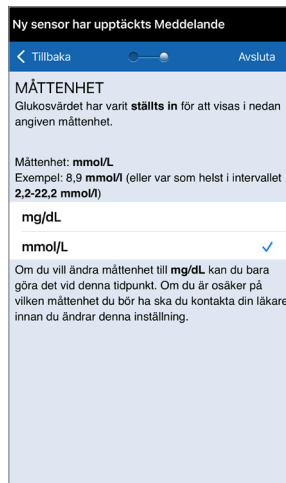 Ny sensor har upptäckts Meddelande
Tillbaka
Avsluta
MÅTTENHET
Glukosvärdet har varit ställts in för att visas i nedan
angiven måttenhet.
Måttenhet: mmol/L
Exempel: 8,9 mmol/l (eller var som helst i intervallet
2,2-22,2 mmol/l)
mg/dL
mmol/L
Om du vill ändra måttenhet till mg/dL kan du bara
göra det vid denna tidpunkt. Om du är osäker på
vilken måttenhet du bör ha ska du kontakta din läkare
innan du ändrar denna inställning.